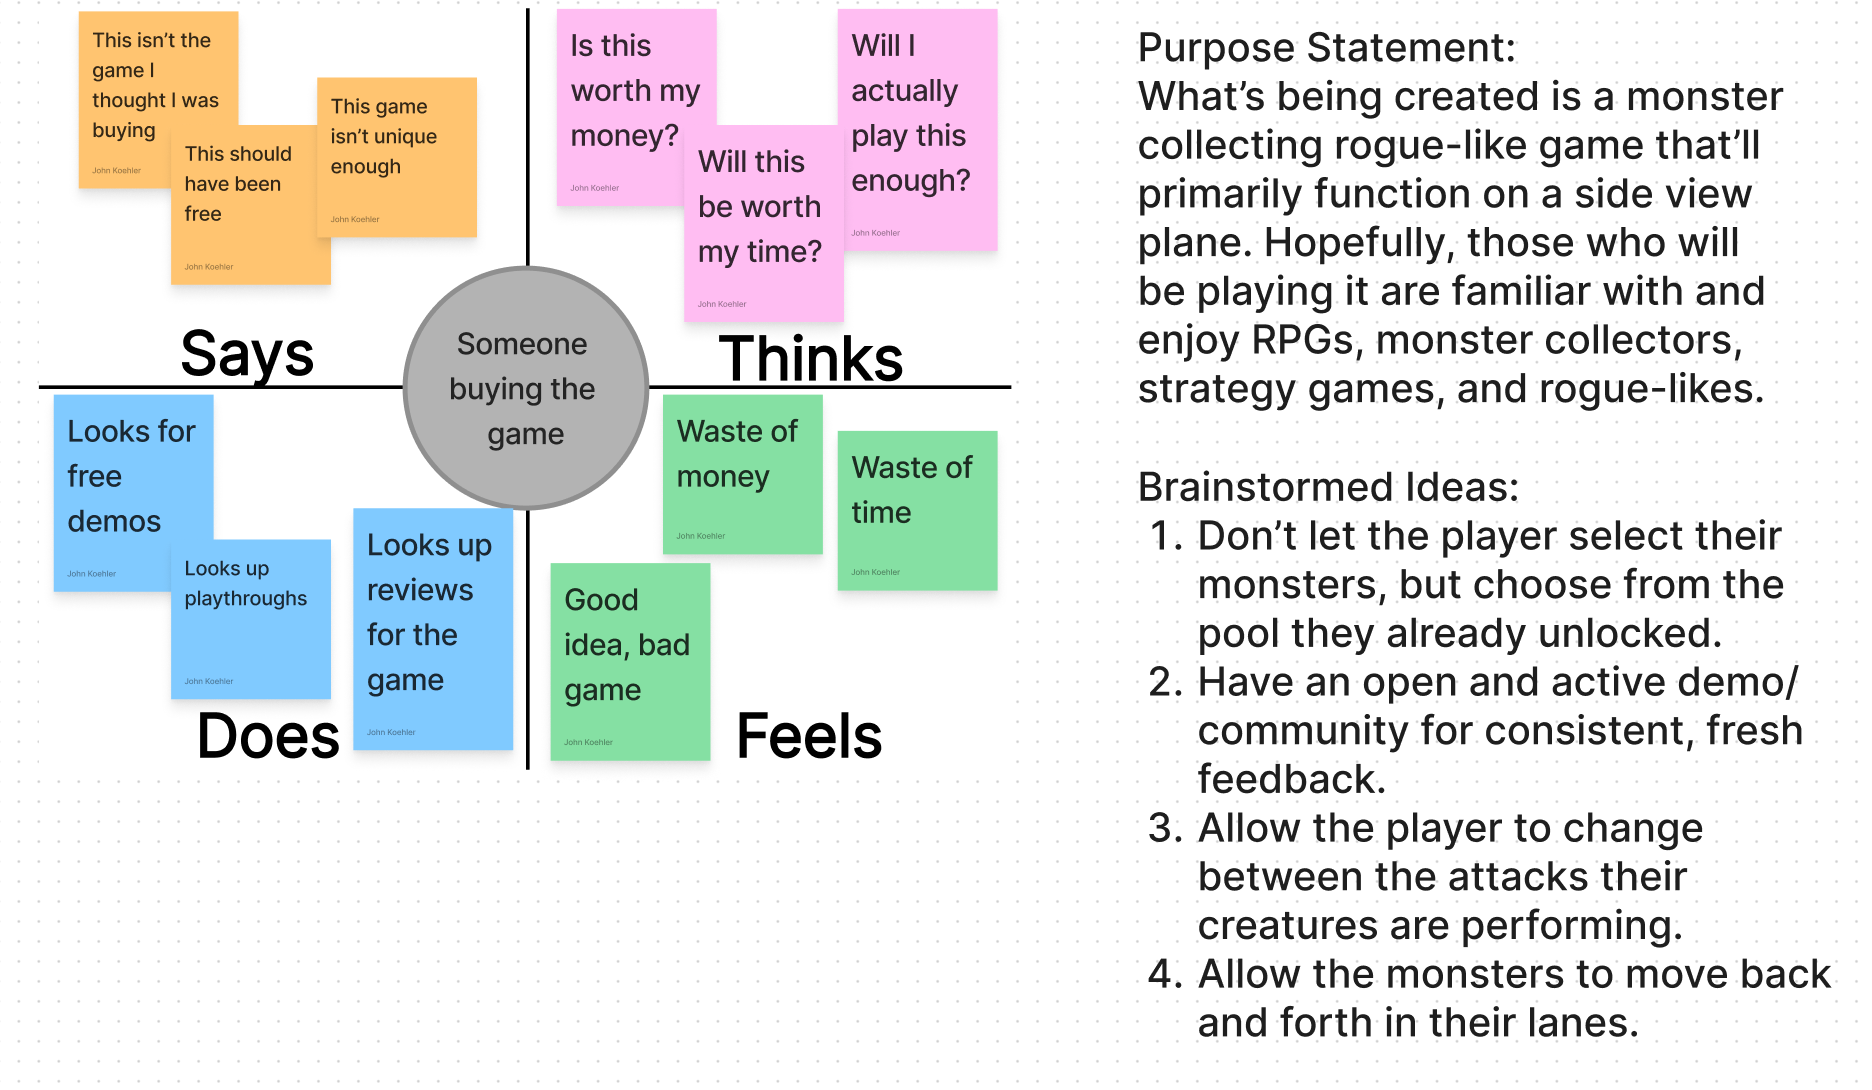 This isn't the
game I
thought I was
buying
John Koehler
This should
have been
free
John Koehler
This game
isn't unique
enough
John Koehler
Says
Is this
worth my
money?
John Koehler
Will this
be worth
my time?
John Koehler
Will I
actually
play this
enough?
John Koehler
Thinks
Someone
buying the
game
Looks for
free
demos
John Koehler
Looks up
playthroughs
John Koehler
Looks up
reviews
for the
game
John Koehler
Does
Waste of
money
John Koehler
Waste of
time
John Koehler
Good
idea, bad
game
John Koehler
Feels
Purpose Statement:
What's being created is a monster
collecting rogue-like game that'll
primarily function on a side view
plane. Hopefully, those who will
be playing it are familiar with and
enjoy RPGs, monster collectors,
strategy games, and rogue-likes.
Brainstormed Ideas:
1. Don't let the player select their
monsters, but choose from the
pool they already unlocked.
2. Have an open and active demo/
community for consistent, fresh
feedback.
3. Allow the player to change
between the attacks their
creatures are performing.
4. Allow the monsters to move back
and forth in their lanes.